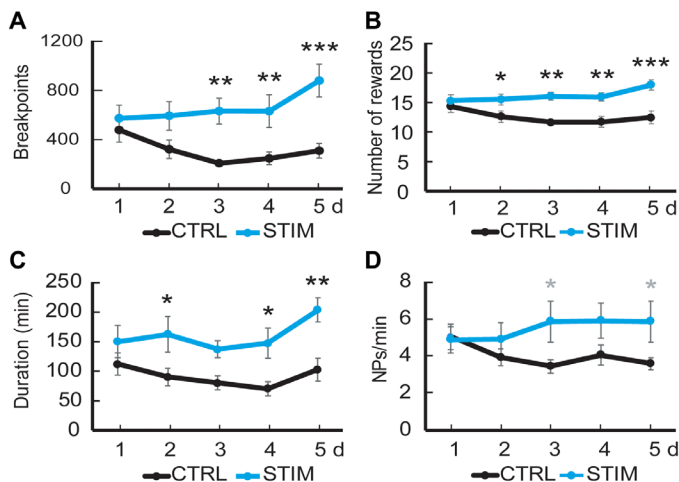 A
B
1200
800
400
0
Breakpoints
** ** ***
1 2 3 4 5 d
CTRL STIM
25
20
15
10
5
0
Number of rewards
* ** ** ***
1 2 3 4 5 d
CTRL STIM
C
D
250
200
150
100
50
0
Duration (min)
* * **
1 2 3 4 5 d
CTRL STIM
8
6
4
2
0
NPs/min
* *
1 2 3 4 5 d
CTRL STIM